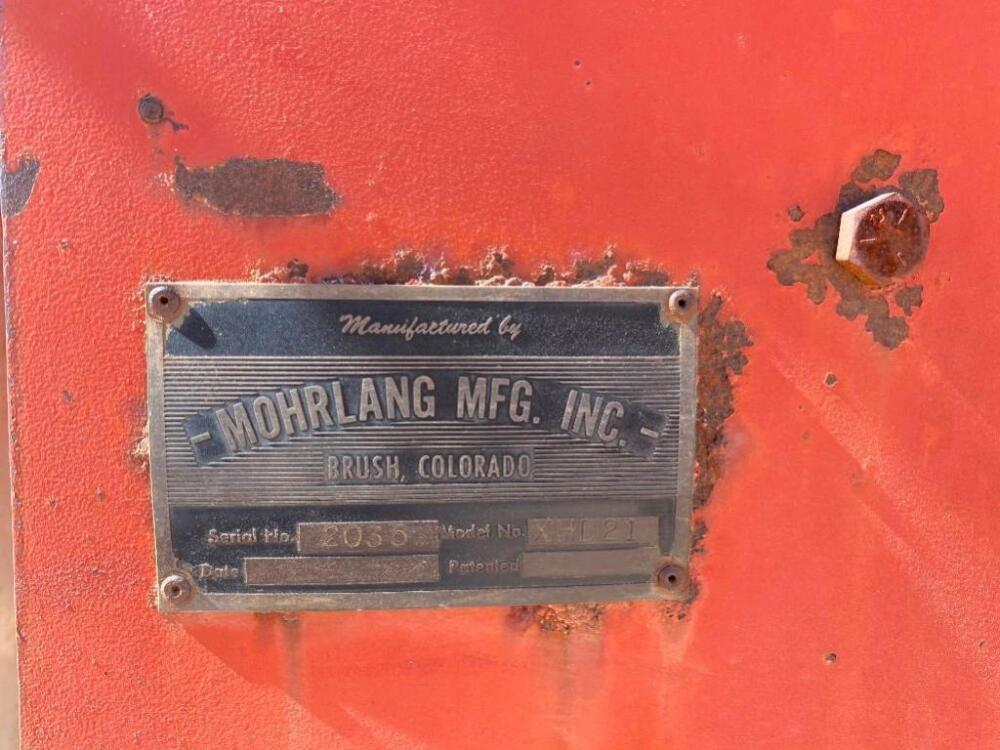 Manufactured by
- MOHRLANG MFG. INC. -
BRUSH, COLORADO
Serial No. 2036 Model No. XHL21
Date Patented